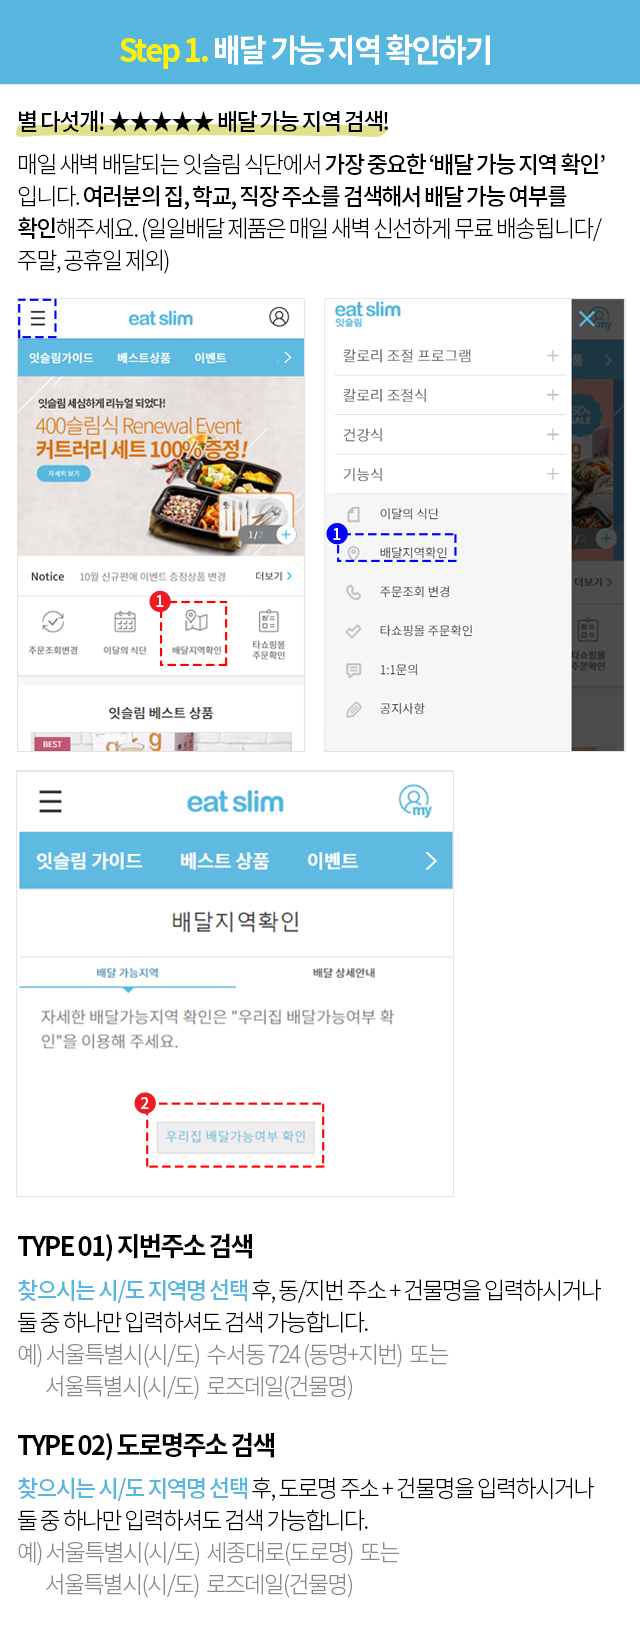 Step 1. 배달 가능 지역 확인하기
별 다섯개! ★★★★★ 배달 가능 지역 검색!
매일 새벽 배달되는 잇슬림 식단에서 가장 중요한 ‘배달 가능 지역 확인’
입니다. 여러분의 집, 학교, 직장 주소를 검색해서 배달 가능 여부를
확인해주세요. (일일배달 제품은 매일 새벽 신선하게 무료 배송됩니다/
주말, 공휴일 제외)
eat slim
잇슬림가이드 베스트상품 이벤트
잇슬림 세심하게 리뉴얼 되었다!
400슬림식 Renewal Event
커트러리 세트 100% 증정!
자세히 보기
1/2
Notice 10월 신규편애 이벤트 증정상품 변경 더보기
1
주문조회변경 이달의 식단 배달지역확인 타쇼핑몰
주문확인
잇슬림 베스트 상품
BEST
g g
eat slim
잇슬림
my
칼로리 조절 프로그램
칼로리 조절식
건강식
기능식
이달의 식단
1
배달지역확인
주문조회 변경
타쇼핑몰 주문확인
1:1문의
공지사항
품
SALE
/2
더보기
타쇼핑몰
주문확인
eat slim
my
잇슬림 가이드 베스트 상품 이벤트
배달지역확인
배달 가능지역 배달 상세안내
자세한 배달가능지역 확인은 "우리집 배달가능여부 확
인"을 이용해 주세요.
2
우리집 배달가능여부 확인
TYPE 01) 지번주소 검색
찾으시는 시/도 지역명 선택 후, 동/지번 주소 + 건물명을 입력하시거나
둘 중 하나만 입력하셔도 검색 가능합니다.
예) 서울특별시(시/도) 수서동 724 (동명+지번) 또는
서울특별시(시/도) 로즈데일(건물명)
TYPE 02) 도로명주소 검색
찾으시는 시/도 지역명 선택 후, 도로명 주소 + 건물명을 입력하시거나
둘 중 하나만 입력하셔도 검색 가능합니다.
예) 서울특별시(시/도) 세종대로(도로명) 또는
서울특별시(시/도) 로즈데일(건물명)